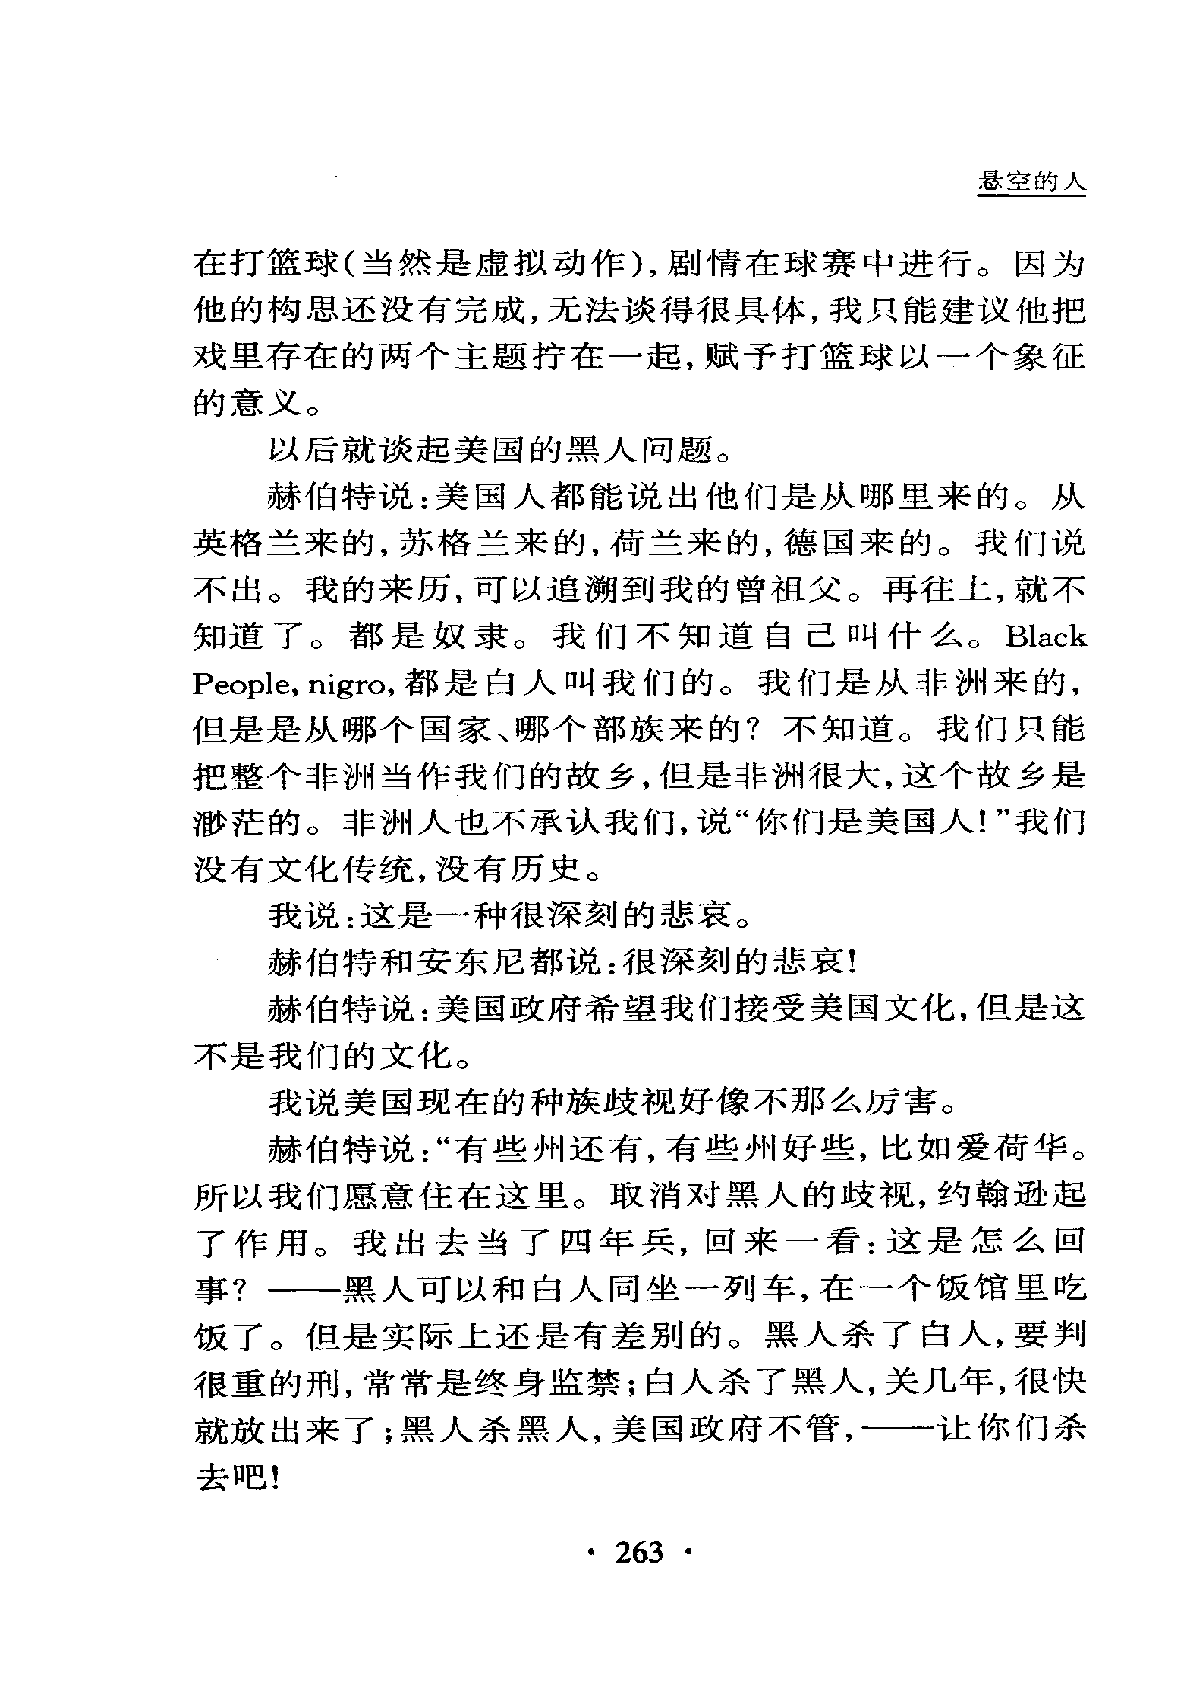 悬空的人
在打篮球(当然是虚拟动作),剧情在球赛中进行。因为
他的构思还没有完成,无法谈得很具体,我只能建议他把
戏里存在的两个主题拧在一起,赋予打篮球以一个象征
的意义。
以后就谈起美国的黑人问题。
赫伯特说:美国人都能说出他们是从哪里来的。从
英格兰来的,苏格兰来的,荷兰来的,德国来的。我们说
不出。我的来历,可以追溯到我的曾祖父。再往上,就不
知道了。都是奴隶。我们不知道自己叫什么。Black
People, nigro,都是白人叫我们的。我们是从非洲来的,
但是是从哪个国家、哪个部族来的?不知道。我们只能
把整个非洲当作我们的故乡,但是非洲很大,这个故乡是
渺茫的。非洲人也不承认我们,说“你们是美国人!”我们
没有文化传统,没有历史。
我说:这是一种很深刻的悲哀。
赫伯特和安东尼都说:很深刻的悲哀!
赫伯特说:美国政府希望我们接受美国文化,但是这
不是我们的文化。
我说美国现在的种族歧视好像不那么厉害。
赫伯特说:“有些州还有,有些州好些,比如爱荷华。
所以我们愿意住在这里。取消对黑人的歧视,约翰逊起
了作用。我出去当了四年兵,回来一看:这是怎么回
事?——黑人可以和白人同坐一列车,在一个饭馆里吃
饭了。但是实际上还是有差别的。黑人杀了白人,要判
很重的刑,常常是终身监禁;白人杀了黑人,关几年,很快
就放出来了;黑人杀黑人,美国政府不管,——让你们杀
去吧!
· 263 ·